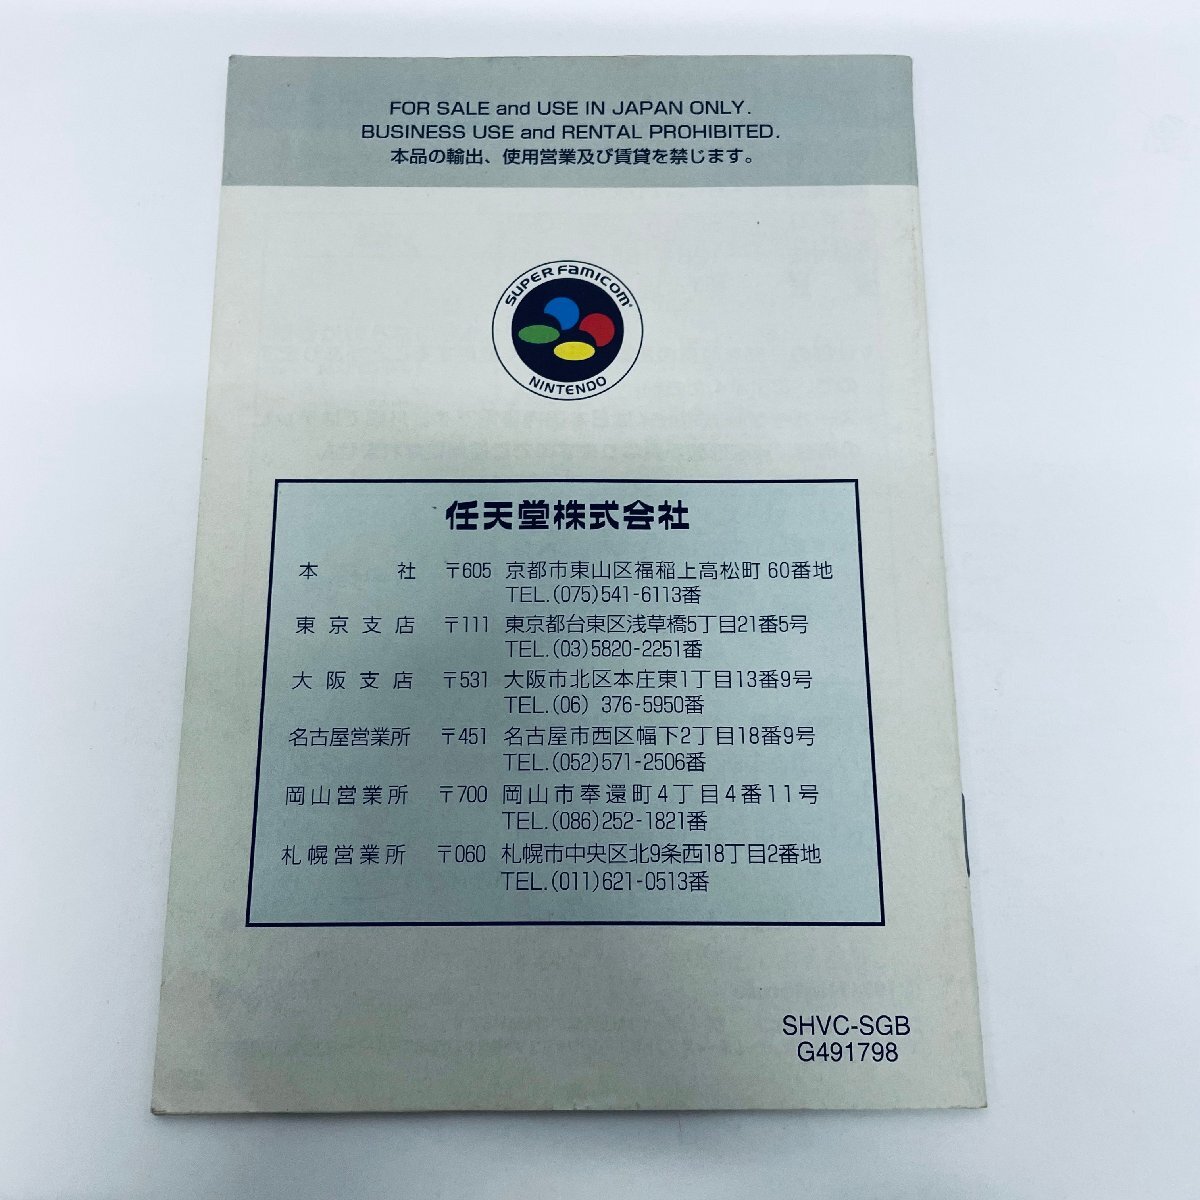 FOR SALE and USE IN JAPAN ONLY.
BUSINESS USE and RENTAL PROHIBITED.
本品の輸出、使用営業及び賃貸を禁じます。
SUPER FAMICOM
NINTENDO
任天堂株式会社
本 社 〒605 京都市東山区福稲上高松町 60番地
TEL.(075)541-6113番
東京支店 〒111 東京都台東区浅草橋5丁目21番5号
TEL.(03)5820-2251番
大阪支店 〒531 大阪市北区本庄東1丁目13番9号
TEL.(06) 376-5950番
名古屋営業所 〒451 名古屋市西区幅下2丁目18番9号
TEL.(052)571-2506番
岡山営業所 〒700 岡山市奉還町4丁目4番11号
TEL.(086)252-1821番
札幌営業所 〒060 札幌市中央区北9条西18丁目2番地
TEL.(011)621-0513番
SHVC-SGB
G491798